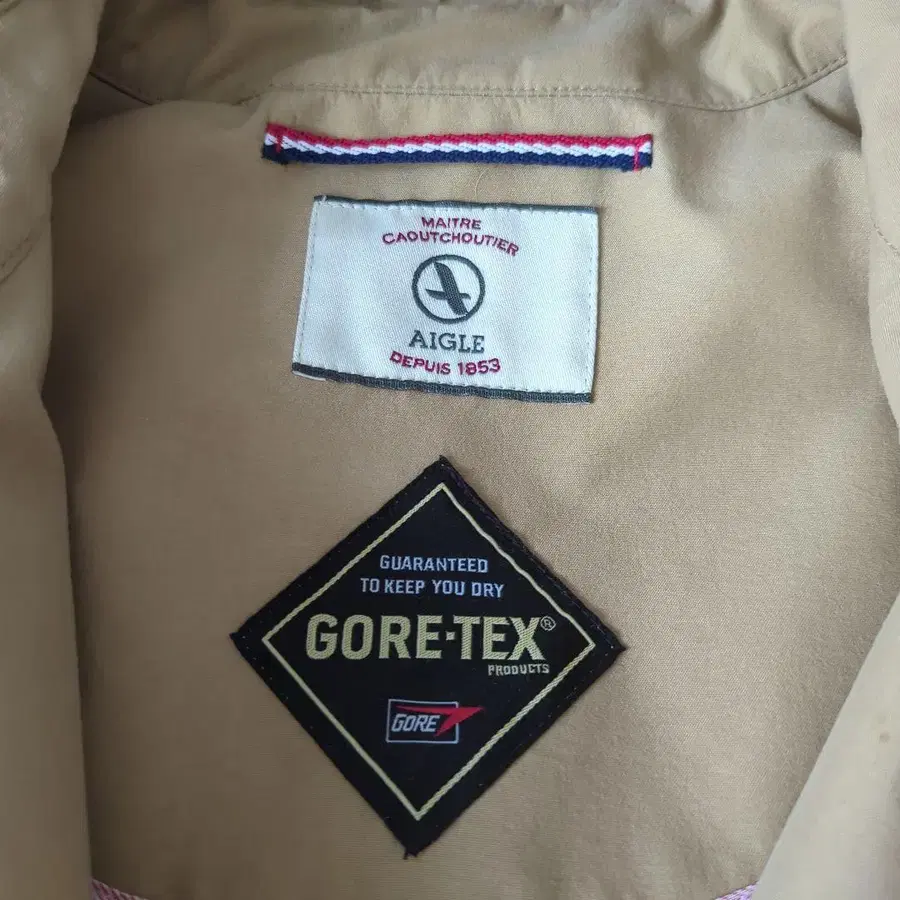 MAITRE
CAOUTCHOUTIER
AIGLE
DEPUIS 1853
GUARANTEED
TO KEEP YOU DRY
GORE-TEX®
PRODUCTS
GORE